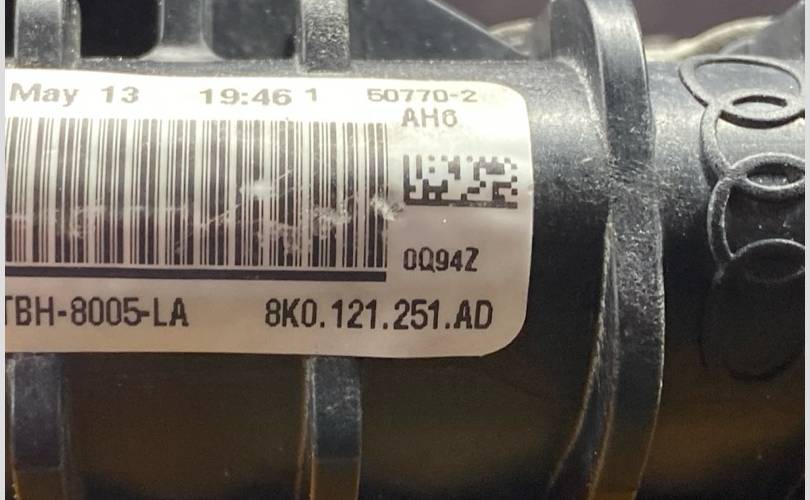 May 13 19:46 1 50770-2
AH6
0Q94Z
TBH-8005-LA 8K0.121.251.AD